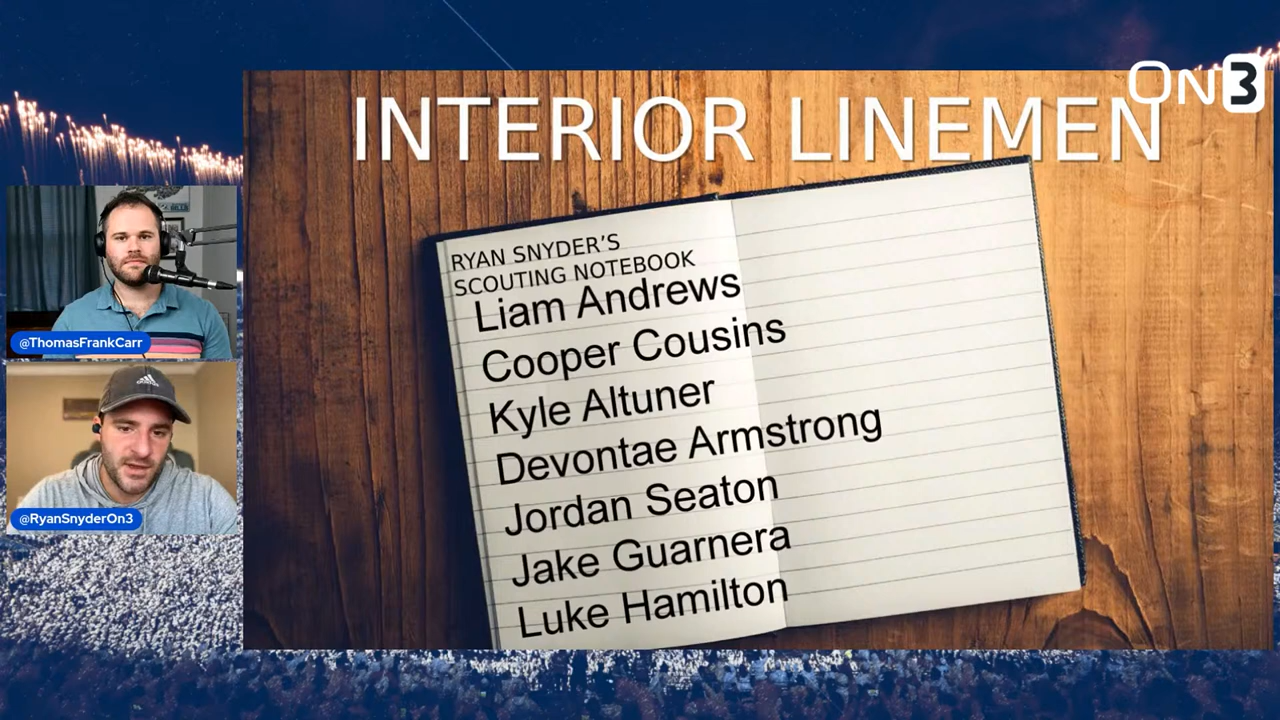 ON3
INTERIOR LINEMEN
RYAN SNYDER'S
SCOUTING NOTEBOOK
Liam Andrews
Cooper Cousins
Kyle Altuner
Devontae Armstrong
Jordan Seaton
Jake Guarnera
Luke Hamilton
@ThomasFrankCarr
@RyanSnyderOn3